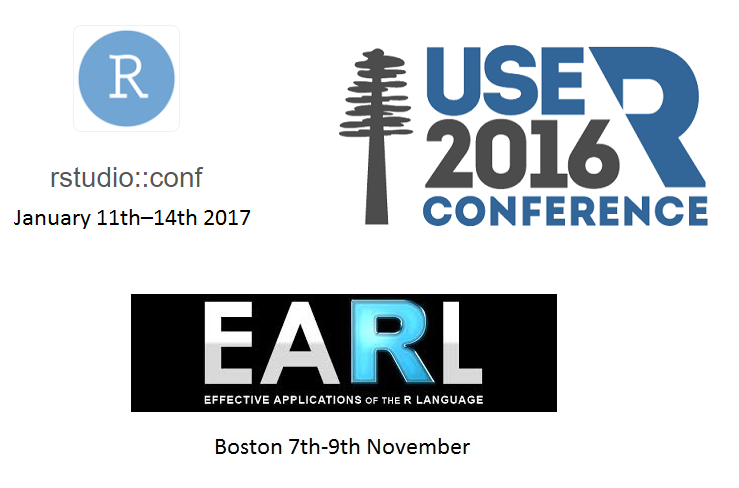 R
rstudio::conf
January 11th–14th 2017
USE R
2016
CONFERENCE
EARL
EFFECTIVE APPLICATIONS OF THE R LANGUAGE
Boston 7th-9th November